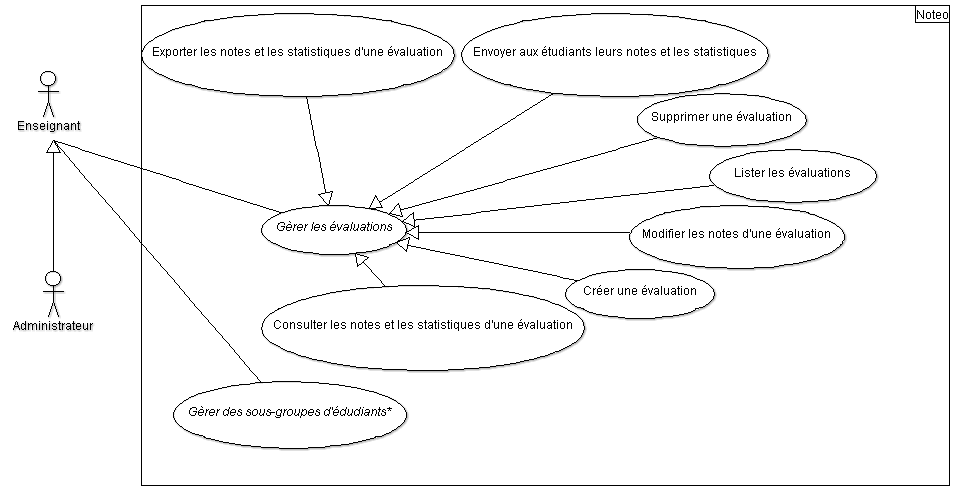 Noteo
Exporter les notes et les statistiques d'une évaluation
Envoyer aux étudiants leurs notes et les statistiques
Enseignant
Supprimer une évaluation
Lister les évaluations
Gèrer les évaluations
Modifier les notes d'une évaluation
Créer une évaluation
Administrateur
Consulter les notes et les statistiques d'une évaluation
Gèrer des sous-groupes d'édudiants*